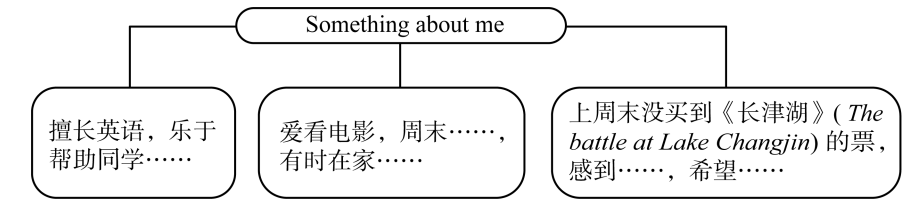 Something about me
擅长英语，乐于
帮助同学……
爱看电影，周末……，
有时在家……
上周末没买到《长津湖》( The
battle at Lake Changjin) 的票，
感到……，希望……